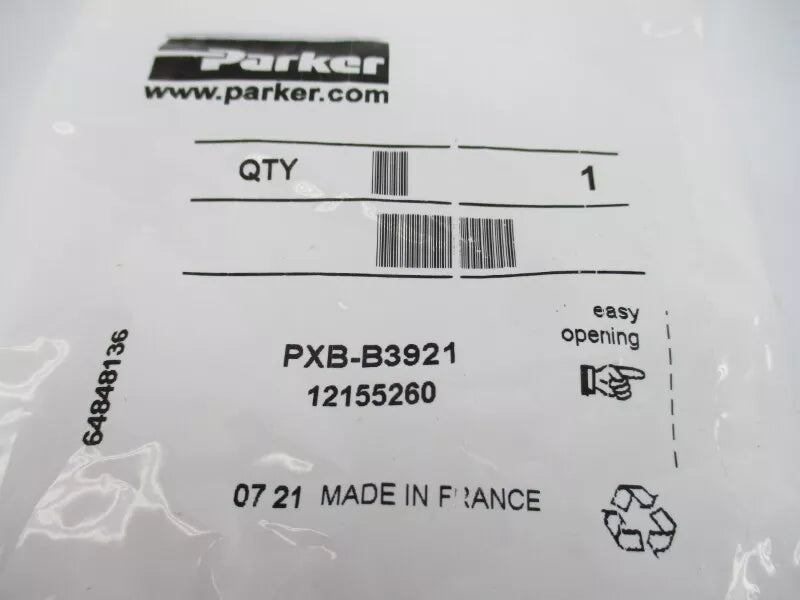 Parker
www.parker.com
QTY 1
easy
opening
PXB-B3921
12155260
64848136
07 21 MADE IN FRANCE